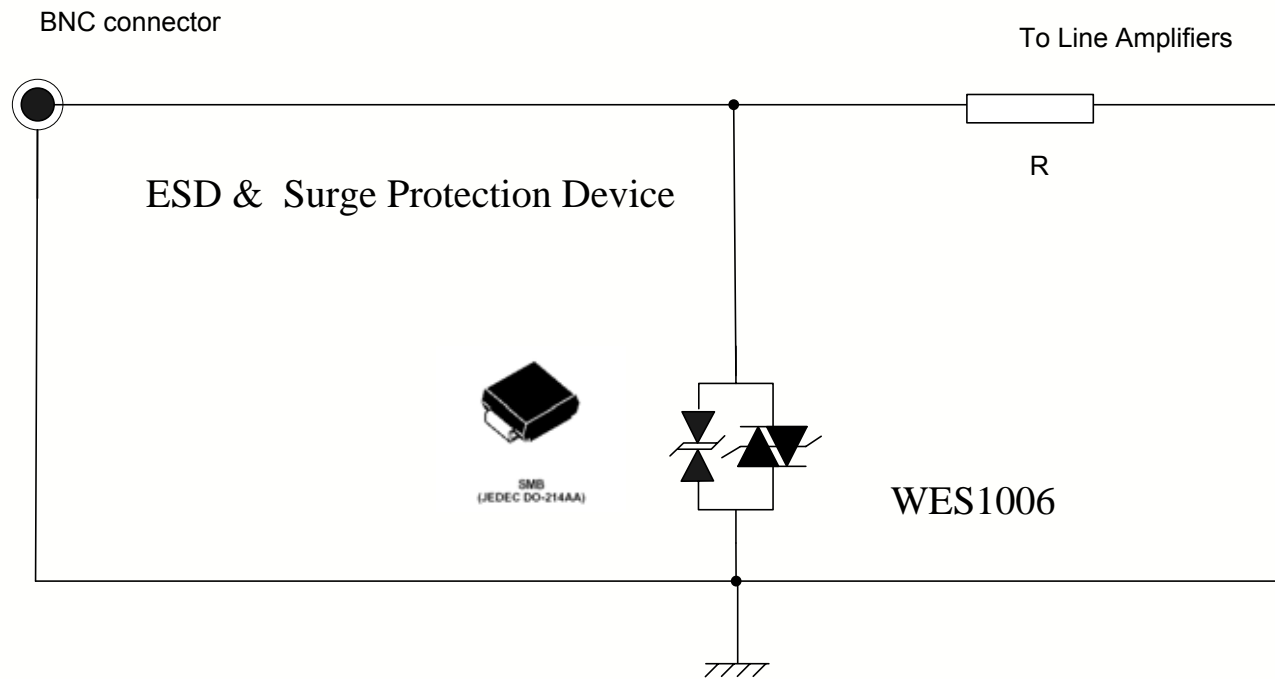 BNC connector
To Line Amplifiers
R
ESD & Surge Protection Device
SMB
(JEDEC DO-214AA)
WES1006